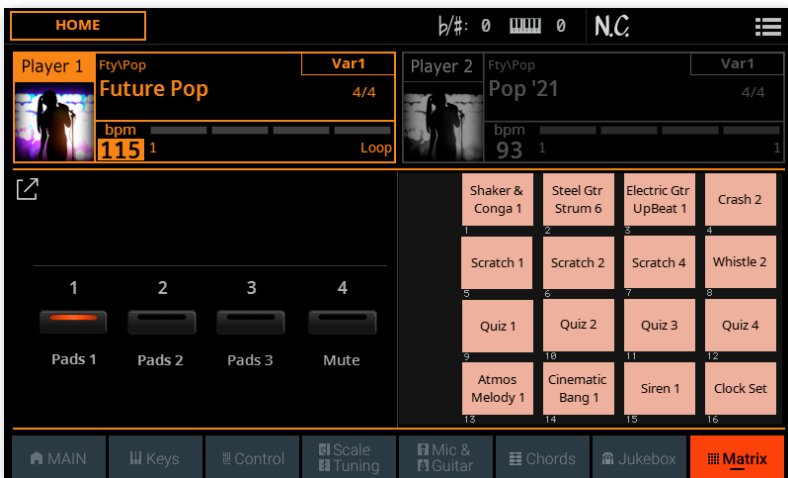 HOME
♭/#: 0 0 N.C.
Player 1 Fty\Pop Var1
Future Pop 4/4
bpm
115 1 Loop
Player 2 Fty\Pop Var1
Pop '21 4/4
bpm
93 1 1
1 2 3 4
Pads 1 Pads 2 Pads 3 Mute
Shaker &
Conga 1
1
Steel Gtr
Strum 6
2
Electric Gtr
UpBeat 1
3
Crash 2
4
Scratch 1
5
Scratch 2
6
Scratch 4
7
Whistle 2
8
Quiz 1
9
Quiz 2
10
Quiz 3
11
Quiz 4
12
Atmos
Melody 1
13
Cinematic
Bang 1
14
Siren 1
15
Clock Set
16
MAIN
Keys
Control
Scale
Tuning
Mic &
Guitar
Chords
Jukebox
Matrix